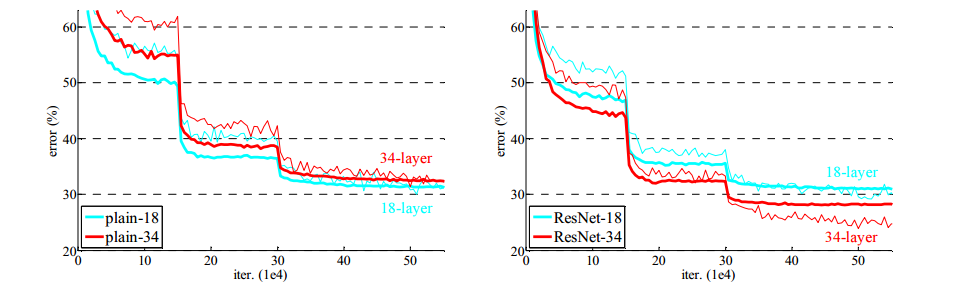 60
50
40
30
20
error (%)
34-layer
18-layer
plain-18
plain-34
0 10 20 30 40 50
iter. (1e4)
60
50
40
30
20
error (%)
18-layer
34-layer
ResNet-18
ResNet-34
0 10 20 30 40 50
iter. (1e4)